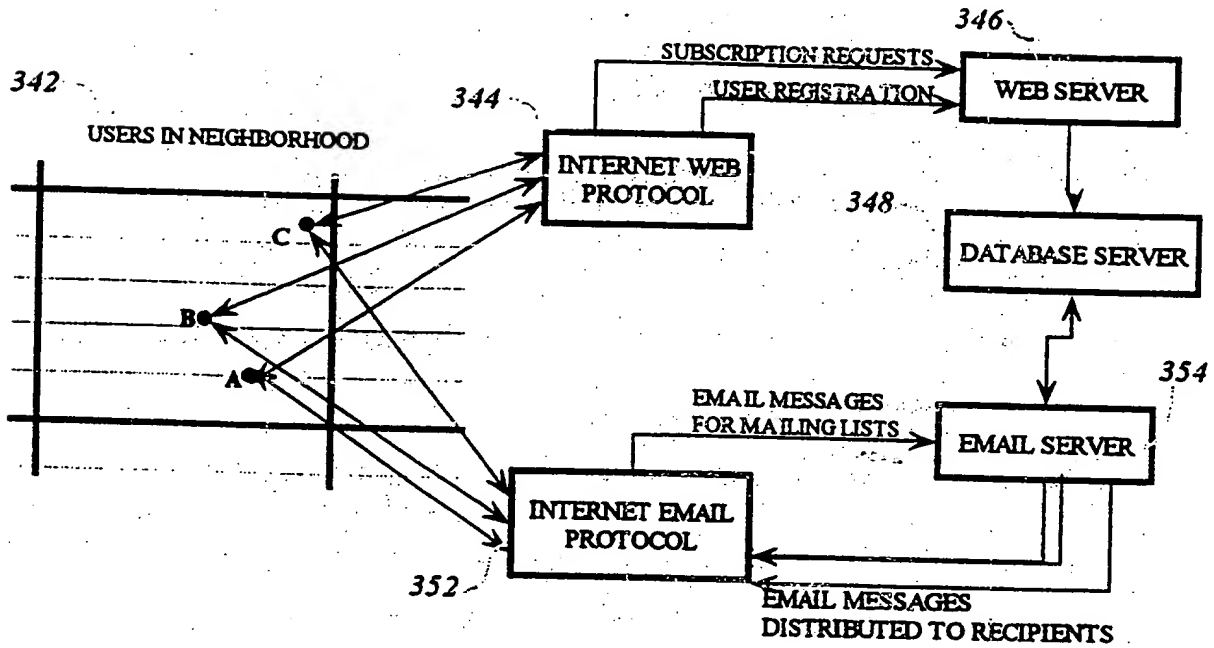 346
SUBSCRIPTION REQUESTS
342
344
USER REGISTRATION
WEB SERVER
USERS IN NEIGHBORHOOD
INTERNET WEB
PROTOCOL
348
C
DATABASE SERVER
B
A
354
EMAIL MESSAGES
FOR MAILING LISTS
EMAIL SERVER
INTERNET EMAIL
PROTOCOL
352
EMAIL MESSAGES
DISTRIBUTED TO RECIPIENTS